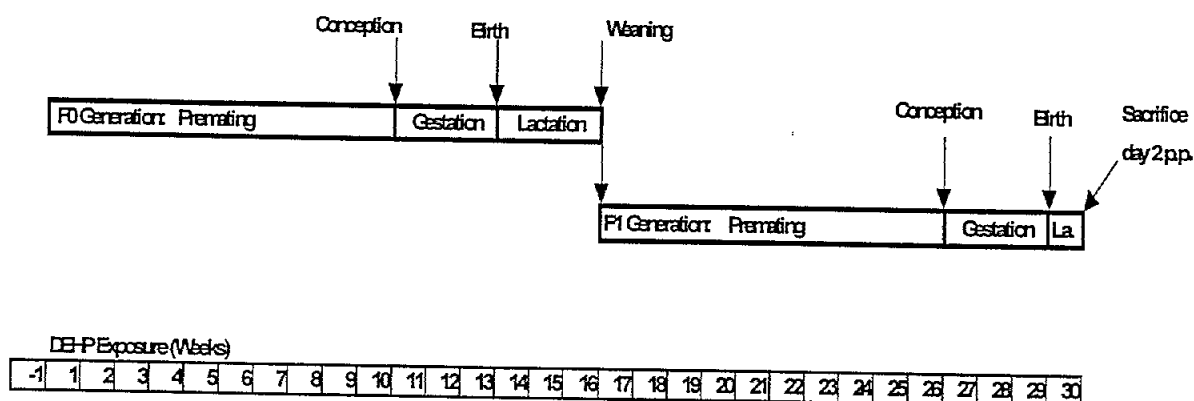 Conception Birth Weaning
F0 Generation: Premating Gestation Lactation
Conception Birth Sacrifice
day 2 p.p.
F1 Generation: Premating Gestation La
DEHP Exposure (Weeks)
-1 1 2 3 4 5 6 7 8 9 10 11 12 13 14 15 16 17 18 19 20 21 22 23 24 25 26 27 28 29 30